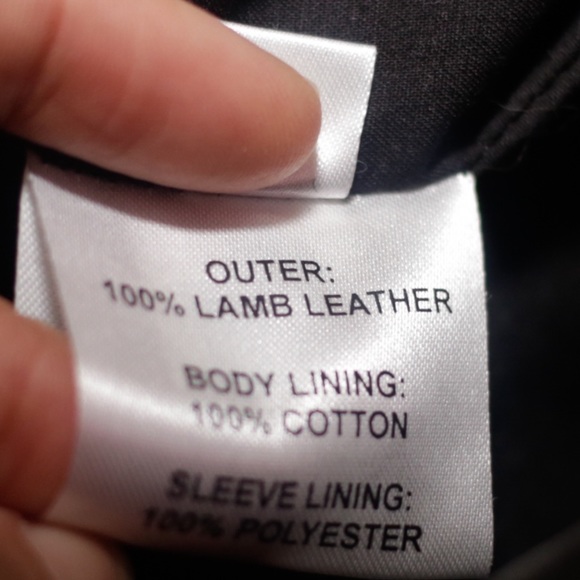 OUTER:
100% LAMB LEATHER
BODY LINING:
100% COTTON
SLEEVE LINING:
100% POLYESTER